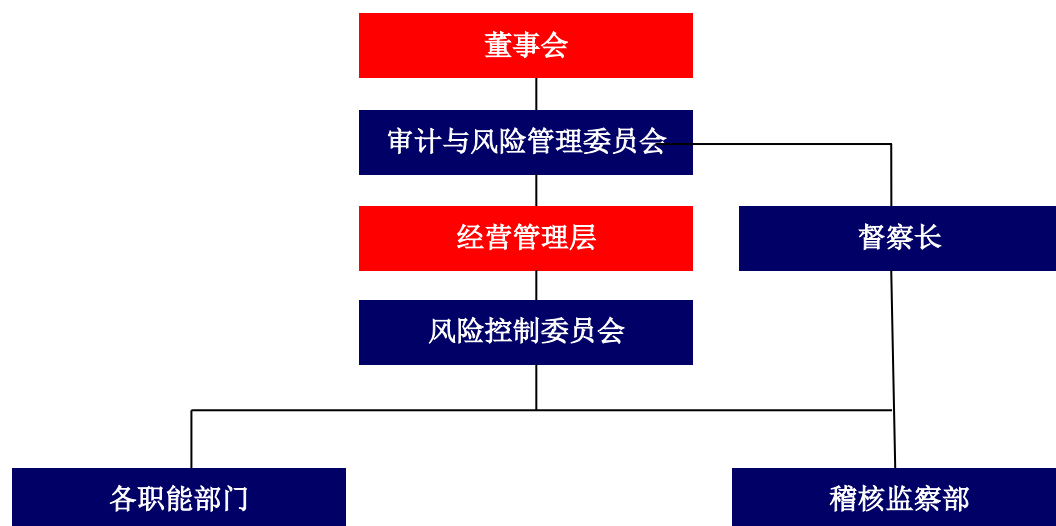 董事会
审计与风险管理委员会
经营管理层
督察长
风险控制委员会
各职能部门
稽核监察部